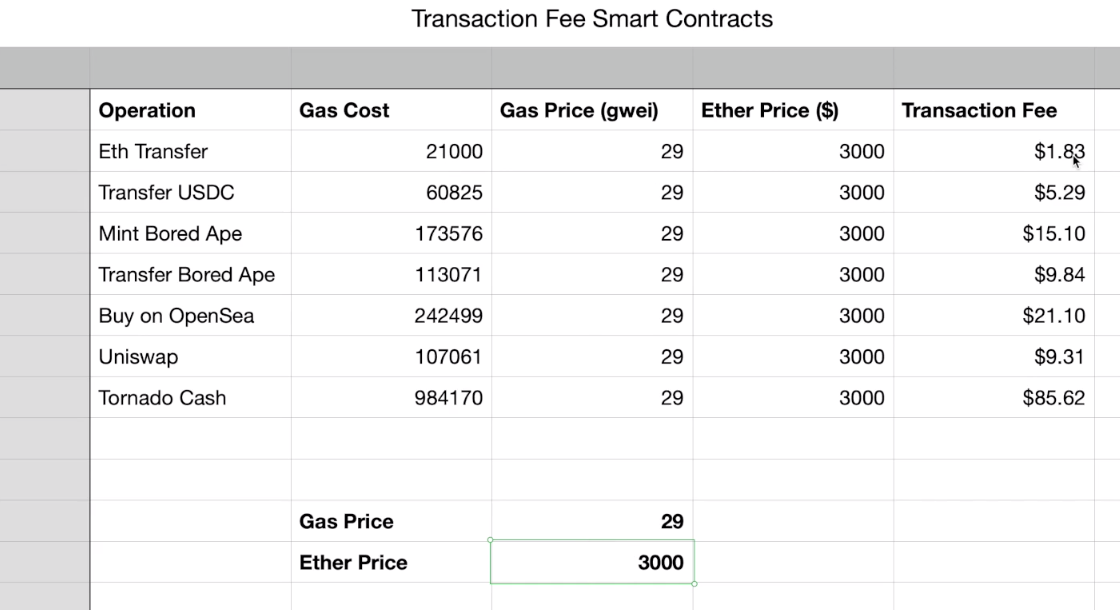 Transaction Fee Smart Contracts
Operation Gas Cost Gas Price (gwei) Ether Price ($) Transaction Fee
Eth Transfer 21000 29 3000 $1.83
Transfer USDC 60825 29 3000 $5.29
Mint Bored Ape 173576 29 3000 $15.10
Transfer Bored Ape 113071 29 3000 $9.84
Buy on OpenSea 242499 29 3000 $21.10
Uniswap 107061 29 3000 $9.31
Tornado Cash 984170 29 3000 $85.62
Gas Price 29
Ether Price 3000